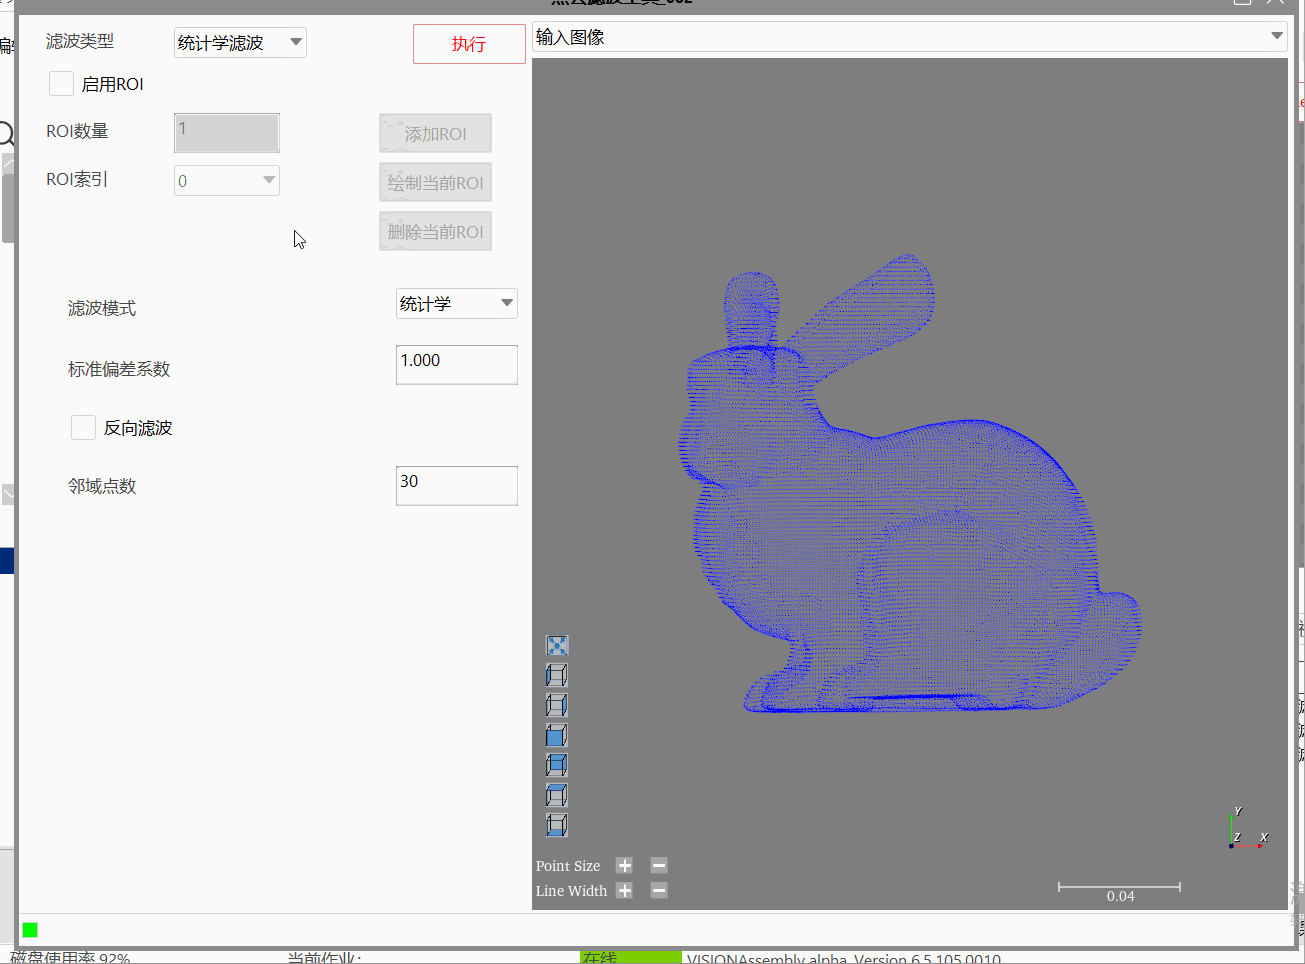 滤波类型
统计学滤波
执行
输入图像
启用ROI
ROI数量
1
添加ROI
ROI索引
0
绘制当前ROI
删除当前ROI
滤波模式
统计学
标准偏差系数
1.000
反向滤波
邻域点数
30
Y
Z
X
Point Size
Line Width
0.04
磁盘使用率 92%
当前作业:
在线
VISIONAssembly alpha Version 6.5.105.0010